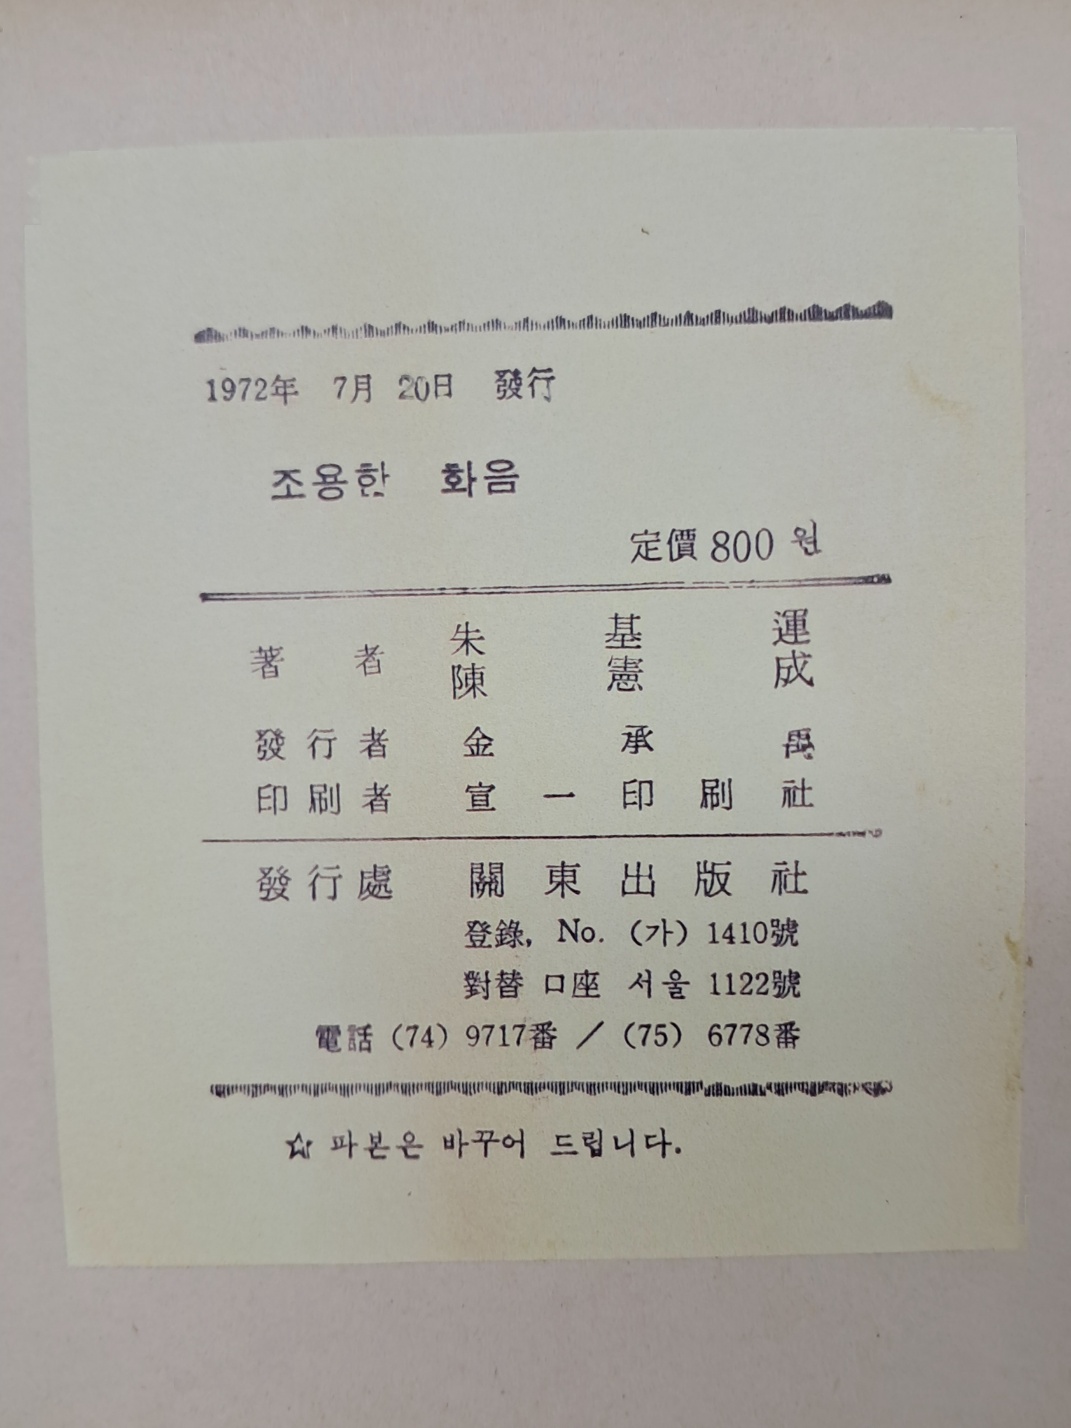 1972年 7月 20日 發行
조용한 화음
定價 800 원
著者 朱基運
陳憲成
發行者 金承禹
印刷者 宣一印刷社
發行處 關東出版社
登錄, No. (가) 1410號
對替 口座 서울 1122號
電話 (74) 9717番 / (75) 6778番
☆ 파본은 바꾸어 드립니다.